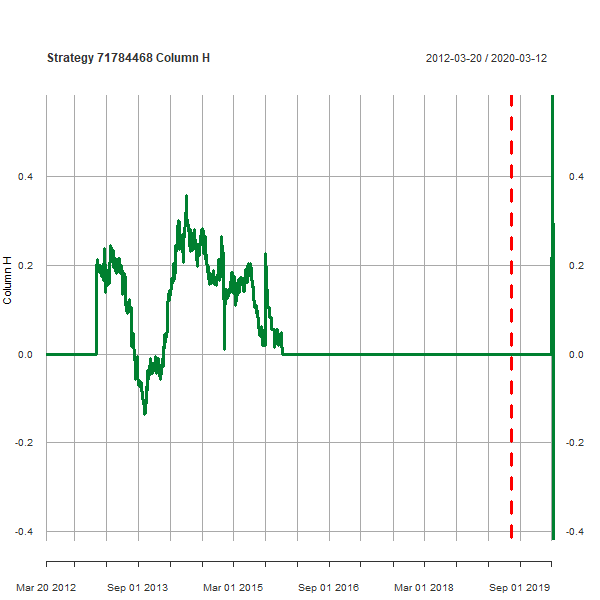 Strategy 71784468 Column H
2012-03-20 / 2020-03-12
0.4
0.4
0.2
0.2
Column H
0.0
0.0
-0.2
-0.2
-0.4
-0.4
Mar 20 2012
Sep 01 2013
Mar 01 2015
Sep 01 2016
Mar 01 2018
Sep 01 2019